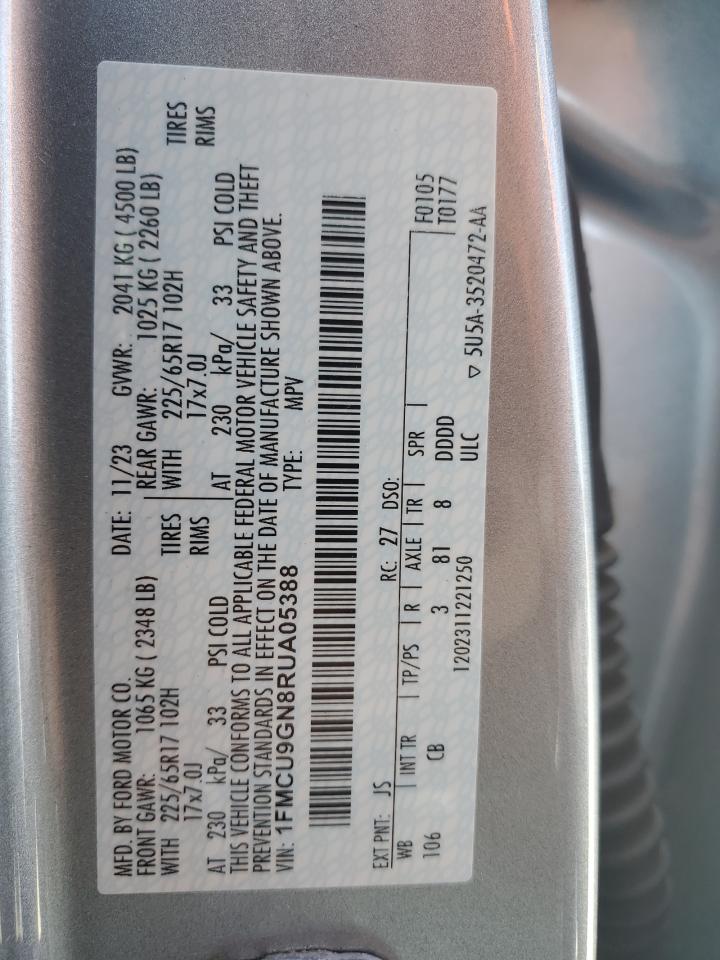 MFD. BY FORD MOTOR CO. DATE: 11/23 GVWR: 2041 KG ( 4500 LB)
FRONT GAWR: 1065 KG ( 2348 LB) REAR GAWR: 1025 KG ( 2260 LB)
WITH 225/65R17 102H TIRES WITH 225/65R17 102H TIRES
17x7.0J RIMS 17x7.0J RIMS
AT 230 kPa/ 33 PSI COLD AT 230 kPa/ 33 PSI COLD
THIS VEHICLE CONFORMS TO ALL APPLICABLE FEDERAL MOTOR VEHICLE SAFETY AND THEFT
PREVENTION STANDARDS IN EFFECT ON THE DATE OF MANUFACTURE SHOWN ABOVE.
VIN: 1FMCU9GN8RUA05388 TYPE: MPV
EXT PNT: JS RC: 27 DSO:
WB INT TR TP/PS R AXLE TR SPR F0105
106 CB 3 81 8 DDDD T0177
1202311221250 ULC
▽ 5U5A-3520472-AA